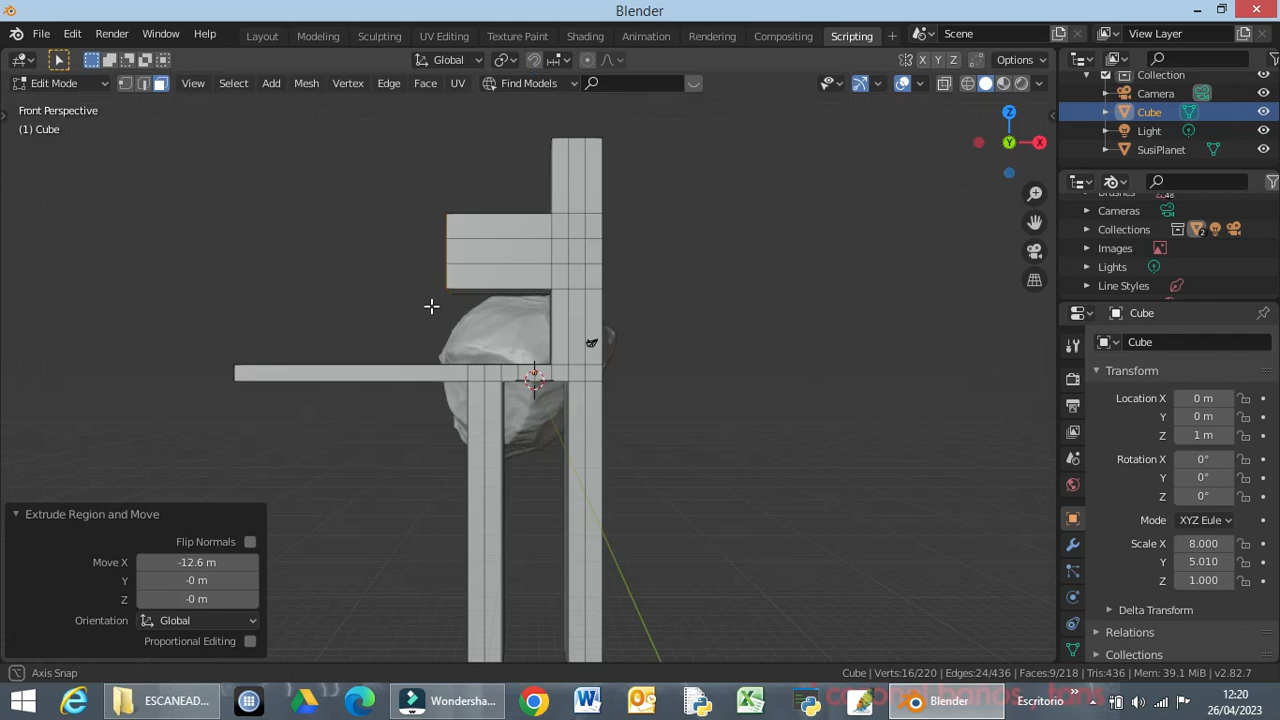 Blender
File Edit Render Window Help Layout Modeling Sculpting UV Editing Texture Paint Shading Animation Rendering Compositing Scripting + Scene View Layer
Global X Y Z Options
Edit Mode View Select Add Mesh Vertex Edge Face UV Find Models
Front Perspective
(1) Cube
Z
Y X
Collection
Camera
Cube
Light
SusiPlanet
Brushes 48
Cameras
Collections 2
Images
Lights
Line Styles
Cube
Cube
Transform
Location X 0 m
Y 0 m
Z 1 m
Rotation X 0°
Y 0°
Z 0°
Mode XYZ Eule
Scale X 8.000
Y 5.010
Z 1.000
Delta Transform
Relations
Collections
Extrude Region and Move
Flip Normals
Move X -12.6 m
Y -0 m
Z -0 m
Orientation Global
Proportional Editing
Axis Snap
Cube | Verts:16/220 | Edges:24/436 | Faces:9/218 | Tris:436 | Mem: 39.1 MiB | v2.82.7
ESCANEAD... Wondersha... Blender Escritorio 12:20
26/04/2023